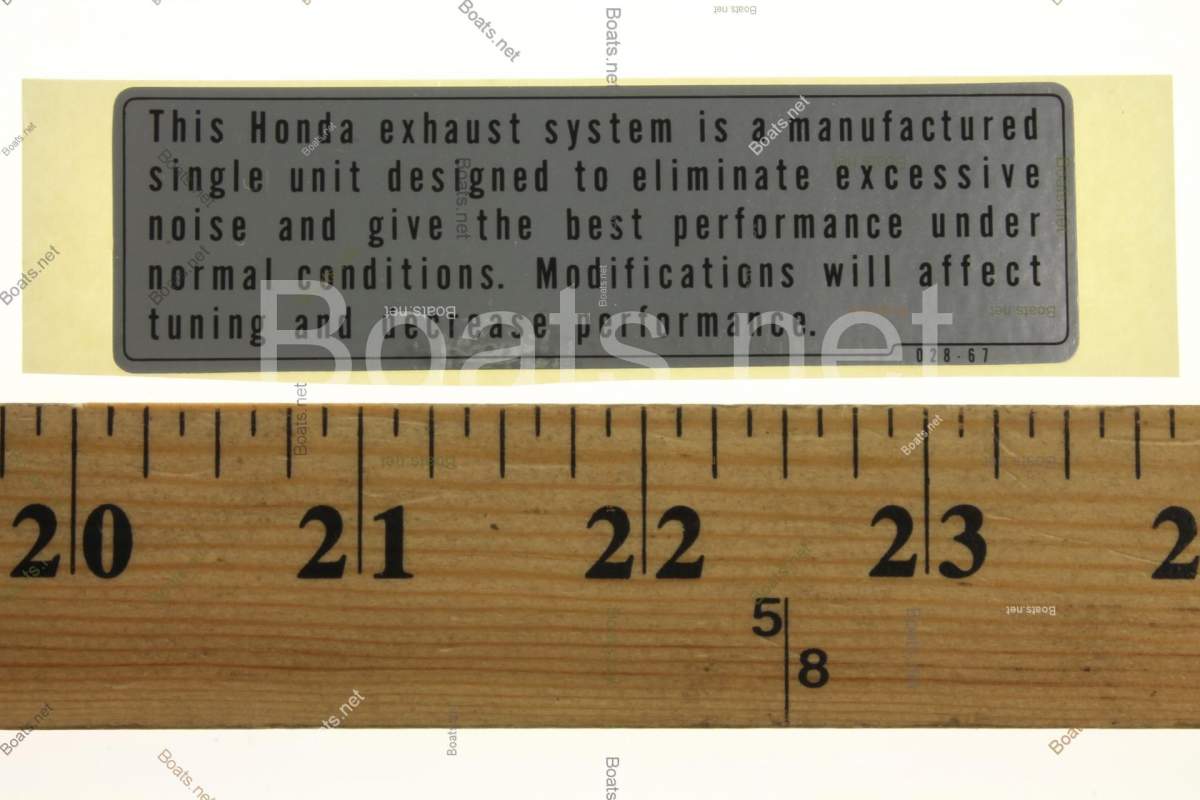 This Honda exhaust system is a manufactured
single unit designed to eliminate excessive
noise and give the best performance under
normal conditions. Modifications will affect
tuning and decrease performance.
028-67
Boats.net
20 21 22 23 2
5
8